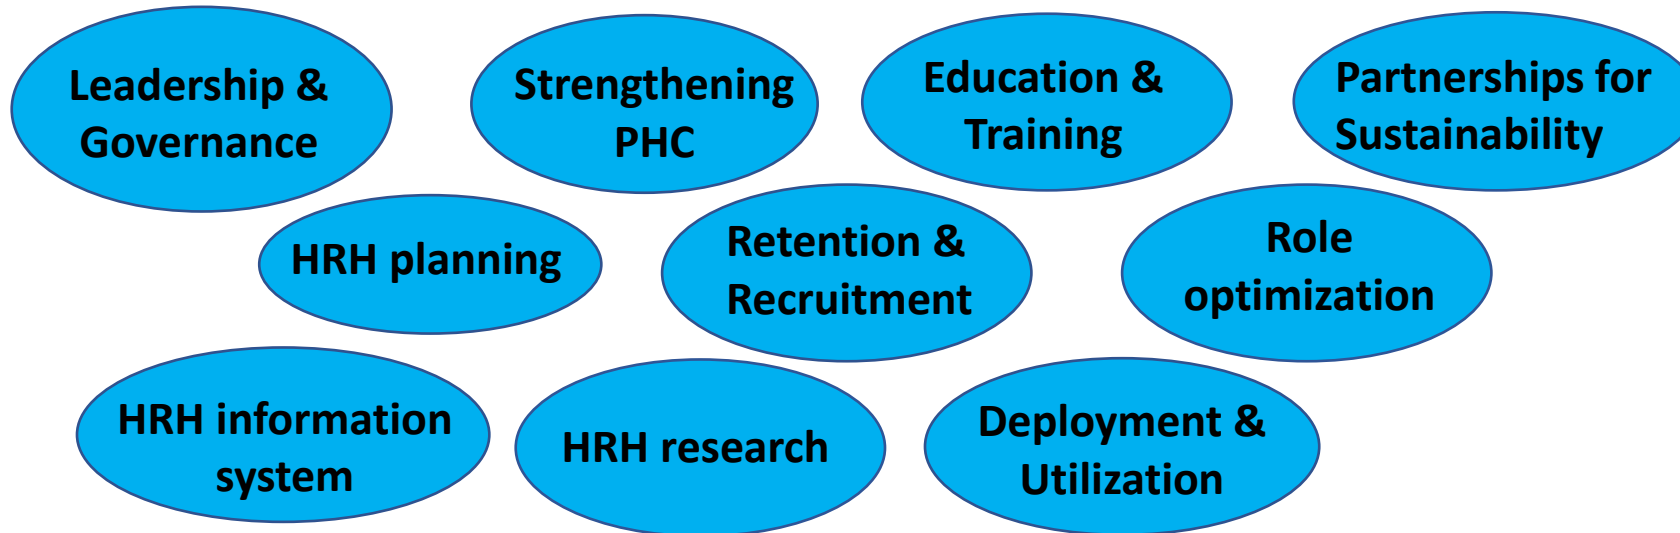 Leadership &
Governance
Strengthening
PHC
Education &
Training
Partnerships for
Sustainability
HRH planning
Retention &
Recruitment
Role
optimization
HRH information
system
HRH research
Deployment &
Utilization